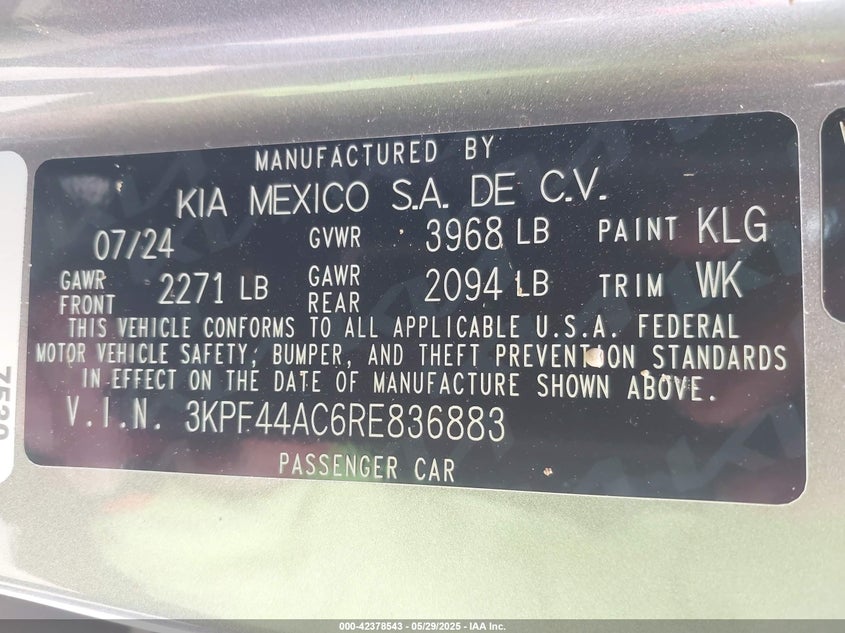 MANUFACTURED BY
KIA MEXICO S.A. DE C.V.
07/24 GVWR 3968 LB PAINT KLG
GAWR FRONT 2271 LB GAWR REAR 2094 LB TRIM WK
THIS VEHICLE CONFORMS TO ALL APPLICABLE U.S.A. FEDERAL
MOTOR VEHICLE SAFETY, BUMPER, AND THEFT PREVENTION STANDARDS
IN EFFECT ON THE DATE OF MANUFACTURE SHOWN ABOVE.
V.I.N. 3KPF44AC6RE836883
PASSENGER CAR
000-42378543 — 05/29/2025 — IAA Inc.